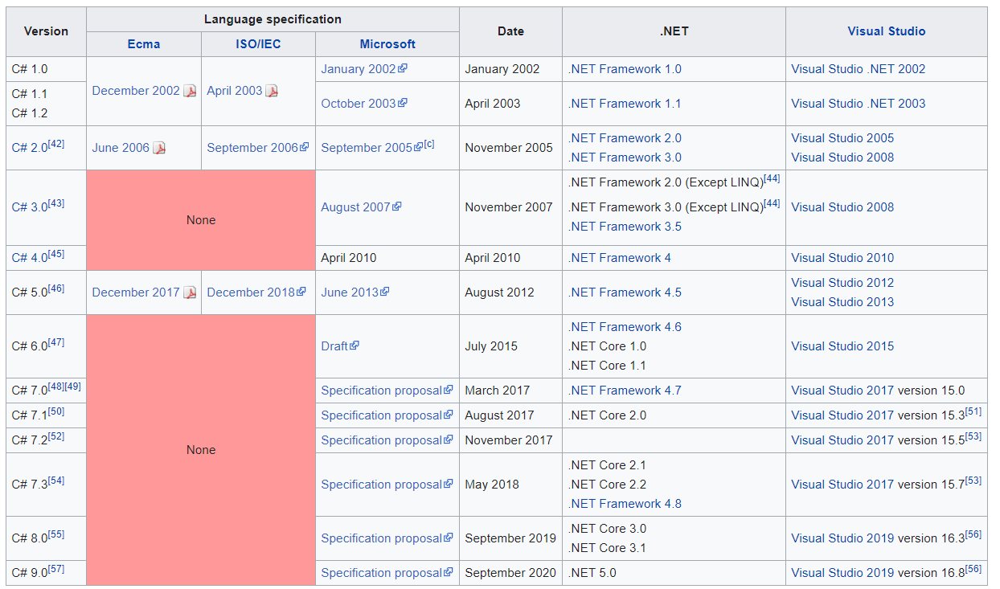 Version Language specification Date .NET Visual Studio
Ecma ISO/IEC Microsoft
C# 1.0 December 2002 April 2003 January 2002 January 2002 .NET Framework 1.0 Visual Studio .NET 2002
C# 1.1
C# 1.2
October 2003 April 2003 .NET Framework 1.1 Visual Studio .NET 2003
C# 2.0[42] June 2006 September 2006 September 2005[c] November 2005 .NET Framework 2.0
.NET Framework 3.0
Visual Studio 2005
Visual Studio 2008
C# 3.0[43] None August 2007 November 2007 .NET Framework 2.0 (Except LINQ)[44]
.NET Framework 3.0 (Except LINQ)[44]
.NET Framework 3.5
Visual Studio 2008
C# 4.0[45] April 2010 April 2010 .NET Framework 4 Visual Studio 2010
C# 5.0[46] December 2017 December 2018 June 2013 August 2012 .NET Framework 4.5 Visual Studio 2012
Visual Studio 2013
C# 6.0[47] None Draft July 2015 .NET Framework 4.6
.NET Core 1.0
.NET Core 1.1
Visual Studio 2015
C# 7.0[48][49] Specification proposal March 2017 .NET Framework 4.7 Visual Studio 2017 version 15.0
C# 7.1[50] Specification proposal August 2017 .NET Core 2.0 Visual Studio 2017 version 15.3[51]
C# 7.2[52] Specification proposal November 2017 Visual Studio 2017 version 15.5[53]
C# 7.3[54] Specification proposal May 2018 .NET Core 2.1
.NET Core 2.2
.NET Framework 4.8
Visual Studio 2017 version 15.7[53]
C# 8.0[55] Specification proposal September 2019 .NET Core 3.0
.NET Core 3.1
Visual Studio 2019 version 16.3[56]
C# 9.0[57] Specification proposal September 2020 .NET 5.0 Visual Studio 2019 version 16.8[56]